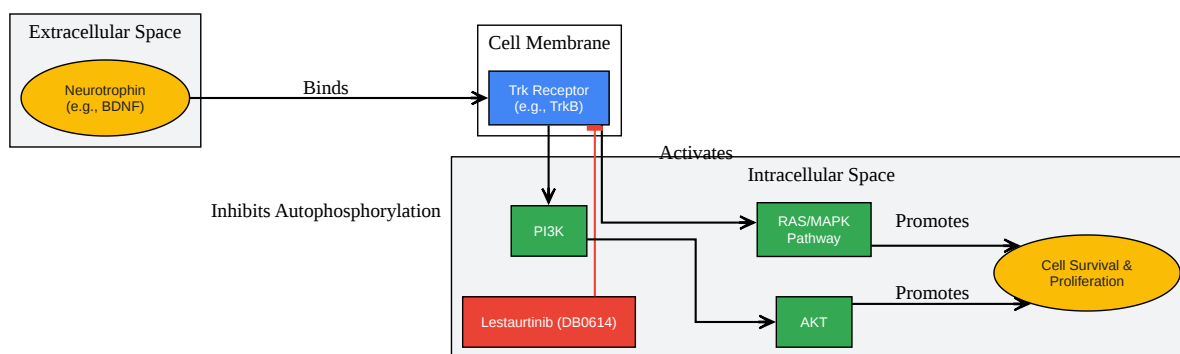 Extracellular Space
Neurotrophin
(e.g., BDNF)
Binds
Cell Membrane
Trk Receptor
(e.g., TrkB)
Activates
Intracellular Space
Inhibits Autophosphorylation
PI3K
RAS/MAPK
Pathway
Promotes
Cell Survival &
Proliferation
Lestaurtinib (DB0614)
AKT
Promotes